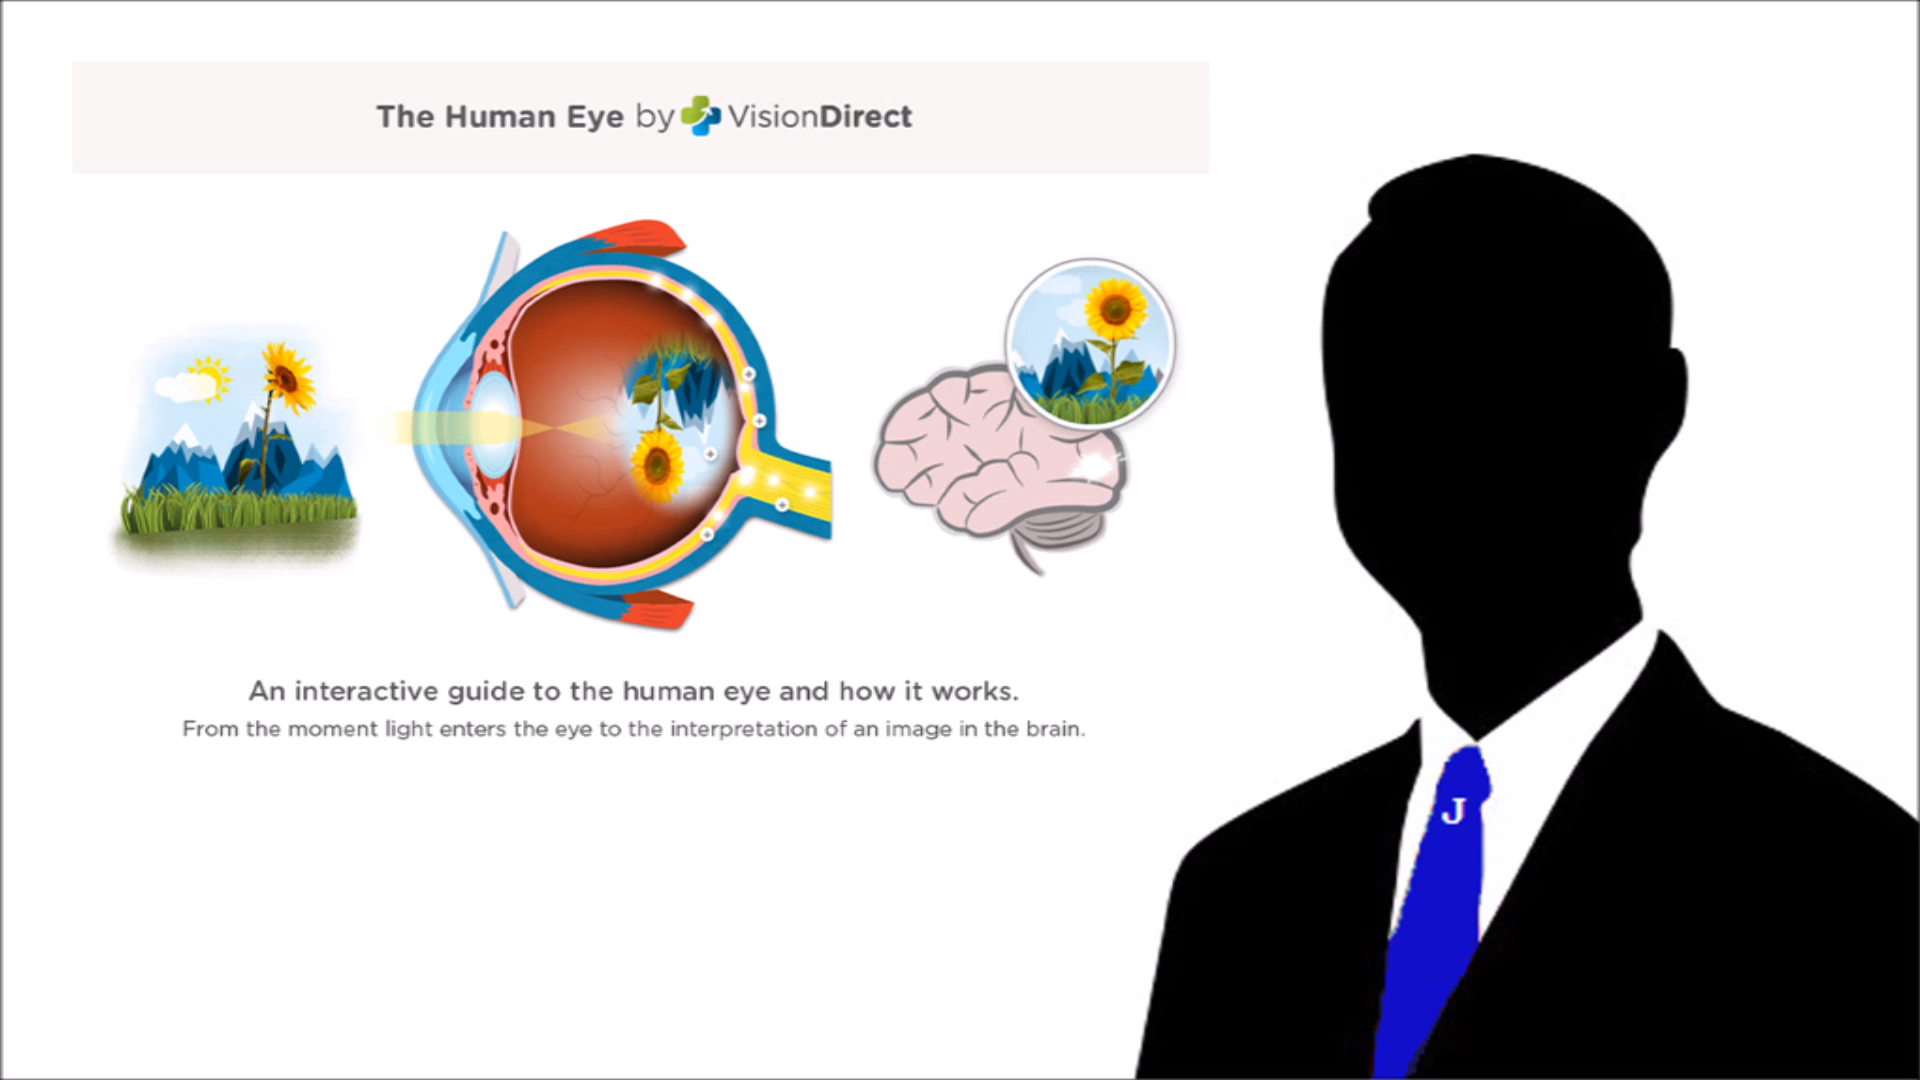 The Human Eye by VisionDirect
An interactive guide to the human eye and how it works.
From the moment light enters the eye to the interpretation of an image in the brain.
J